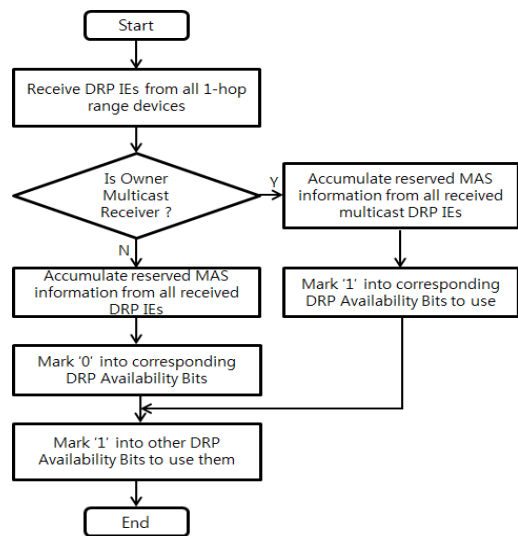 Start
Receive DRP IEs from all 1-hop
range devices
Is Owner
Multicast
Receiver ?
Y
Accumulate reserved MAS
information from all received
multicast DRP IEs
N
Accumulate reserved MAS
information from all received
DRP IEs
Mark '1' into corresponding
DRP Availability Bits to use
Mark '0' into corresponding
DRP Availability Bits
Mark '1' into other DRP
Availability Bits to use them
End